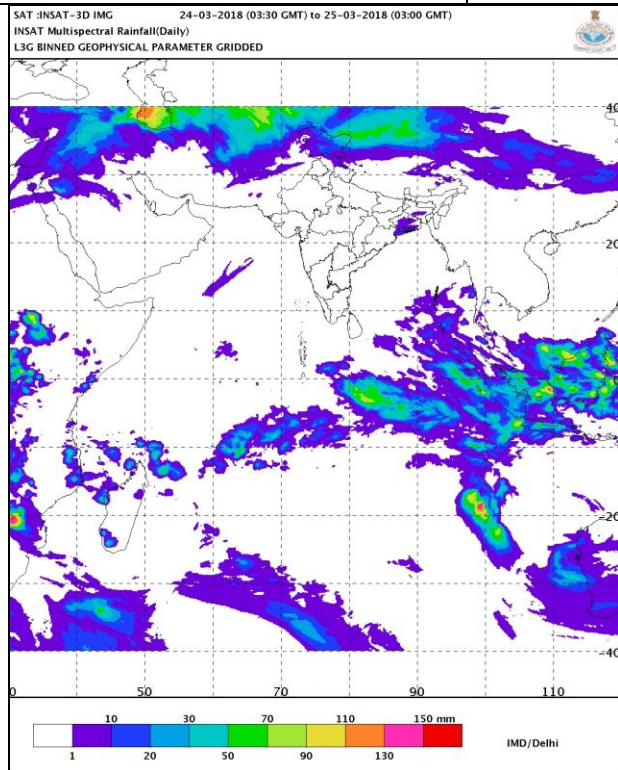 SAT :INSAT-3D IMG 24-03-2018 (03:30 GMT) to 25-03-2018 (03:00 GMT)
INSAT Multispectral Rainfall(Daily)
L3G BINNED GEOPHYSICAL PARAMETER GRIDDED
40
20
0
-20
-40
0 50 70 90 110
10 30 70 110 150 mm
1 20 50 90 130
IMD/Delhi